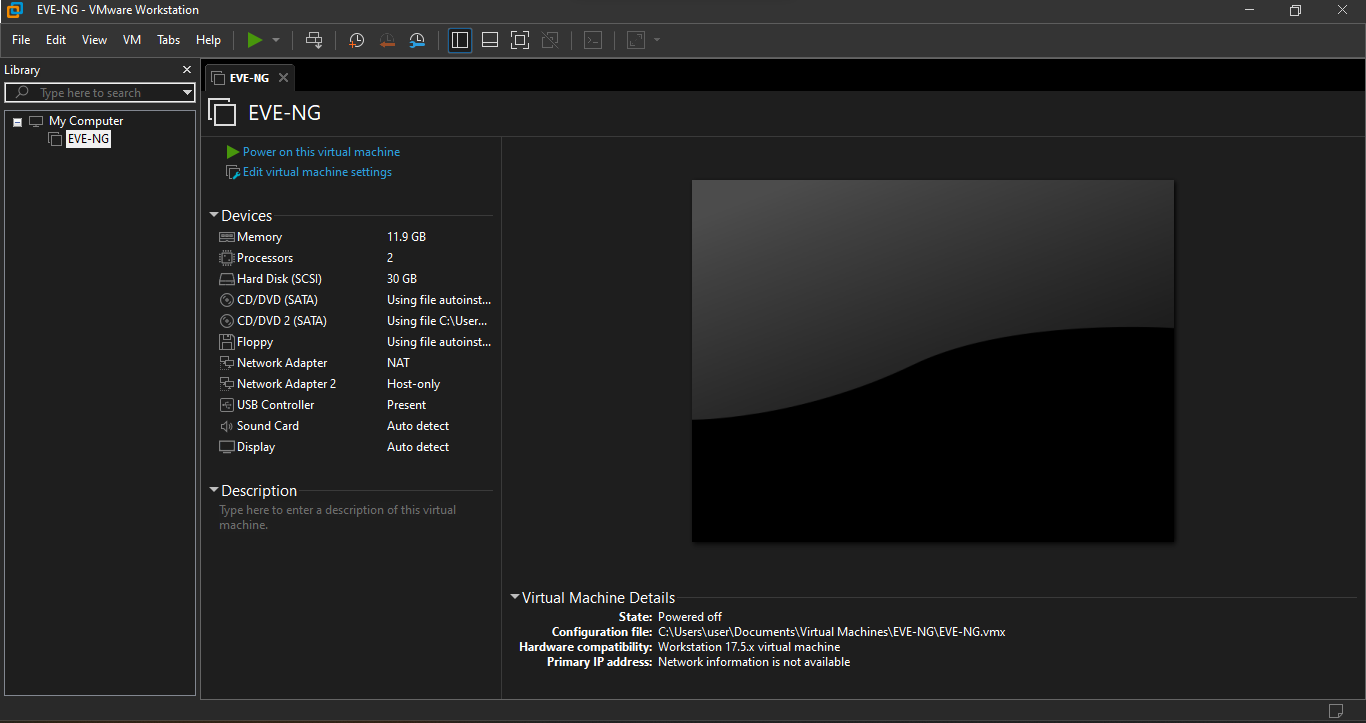 EVE-NG - VMware Workstation
File Edit View VM Tabs Help
Library
Type here to search
My Computer
EVE-NG
EVE-NG
EVE-NG
Power on this virtual machine
Edit virtual machine settings
Devices
Memory 11.9 GB
Processors 2
Hard Disk (SCSI) 30 GB
CD/DVD (SATA) Using file autoinst...
CD/DVD 2 (SATA) Using file C:\User...
Floppy Using file autoinst...
Network Adapter NAT
Network Adapter 2 Host-only
USB Controller Present
Sound Card Auto detect
Display Auto detect
Description
Type here to enter a description of this virtual
machine.
Virtual Machine Details
State: Powered off
Configuration file: C:\Users\user\Documents\Virtual Machines\EVE-NG\EVE-NG.vmx
Hardware compatibility: Workstation 17.5.x virtual machine
Primary IP address: Network information is not available